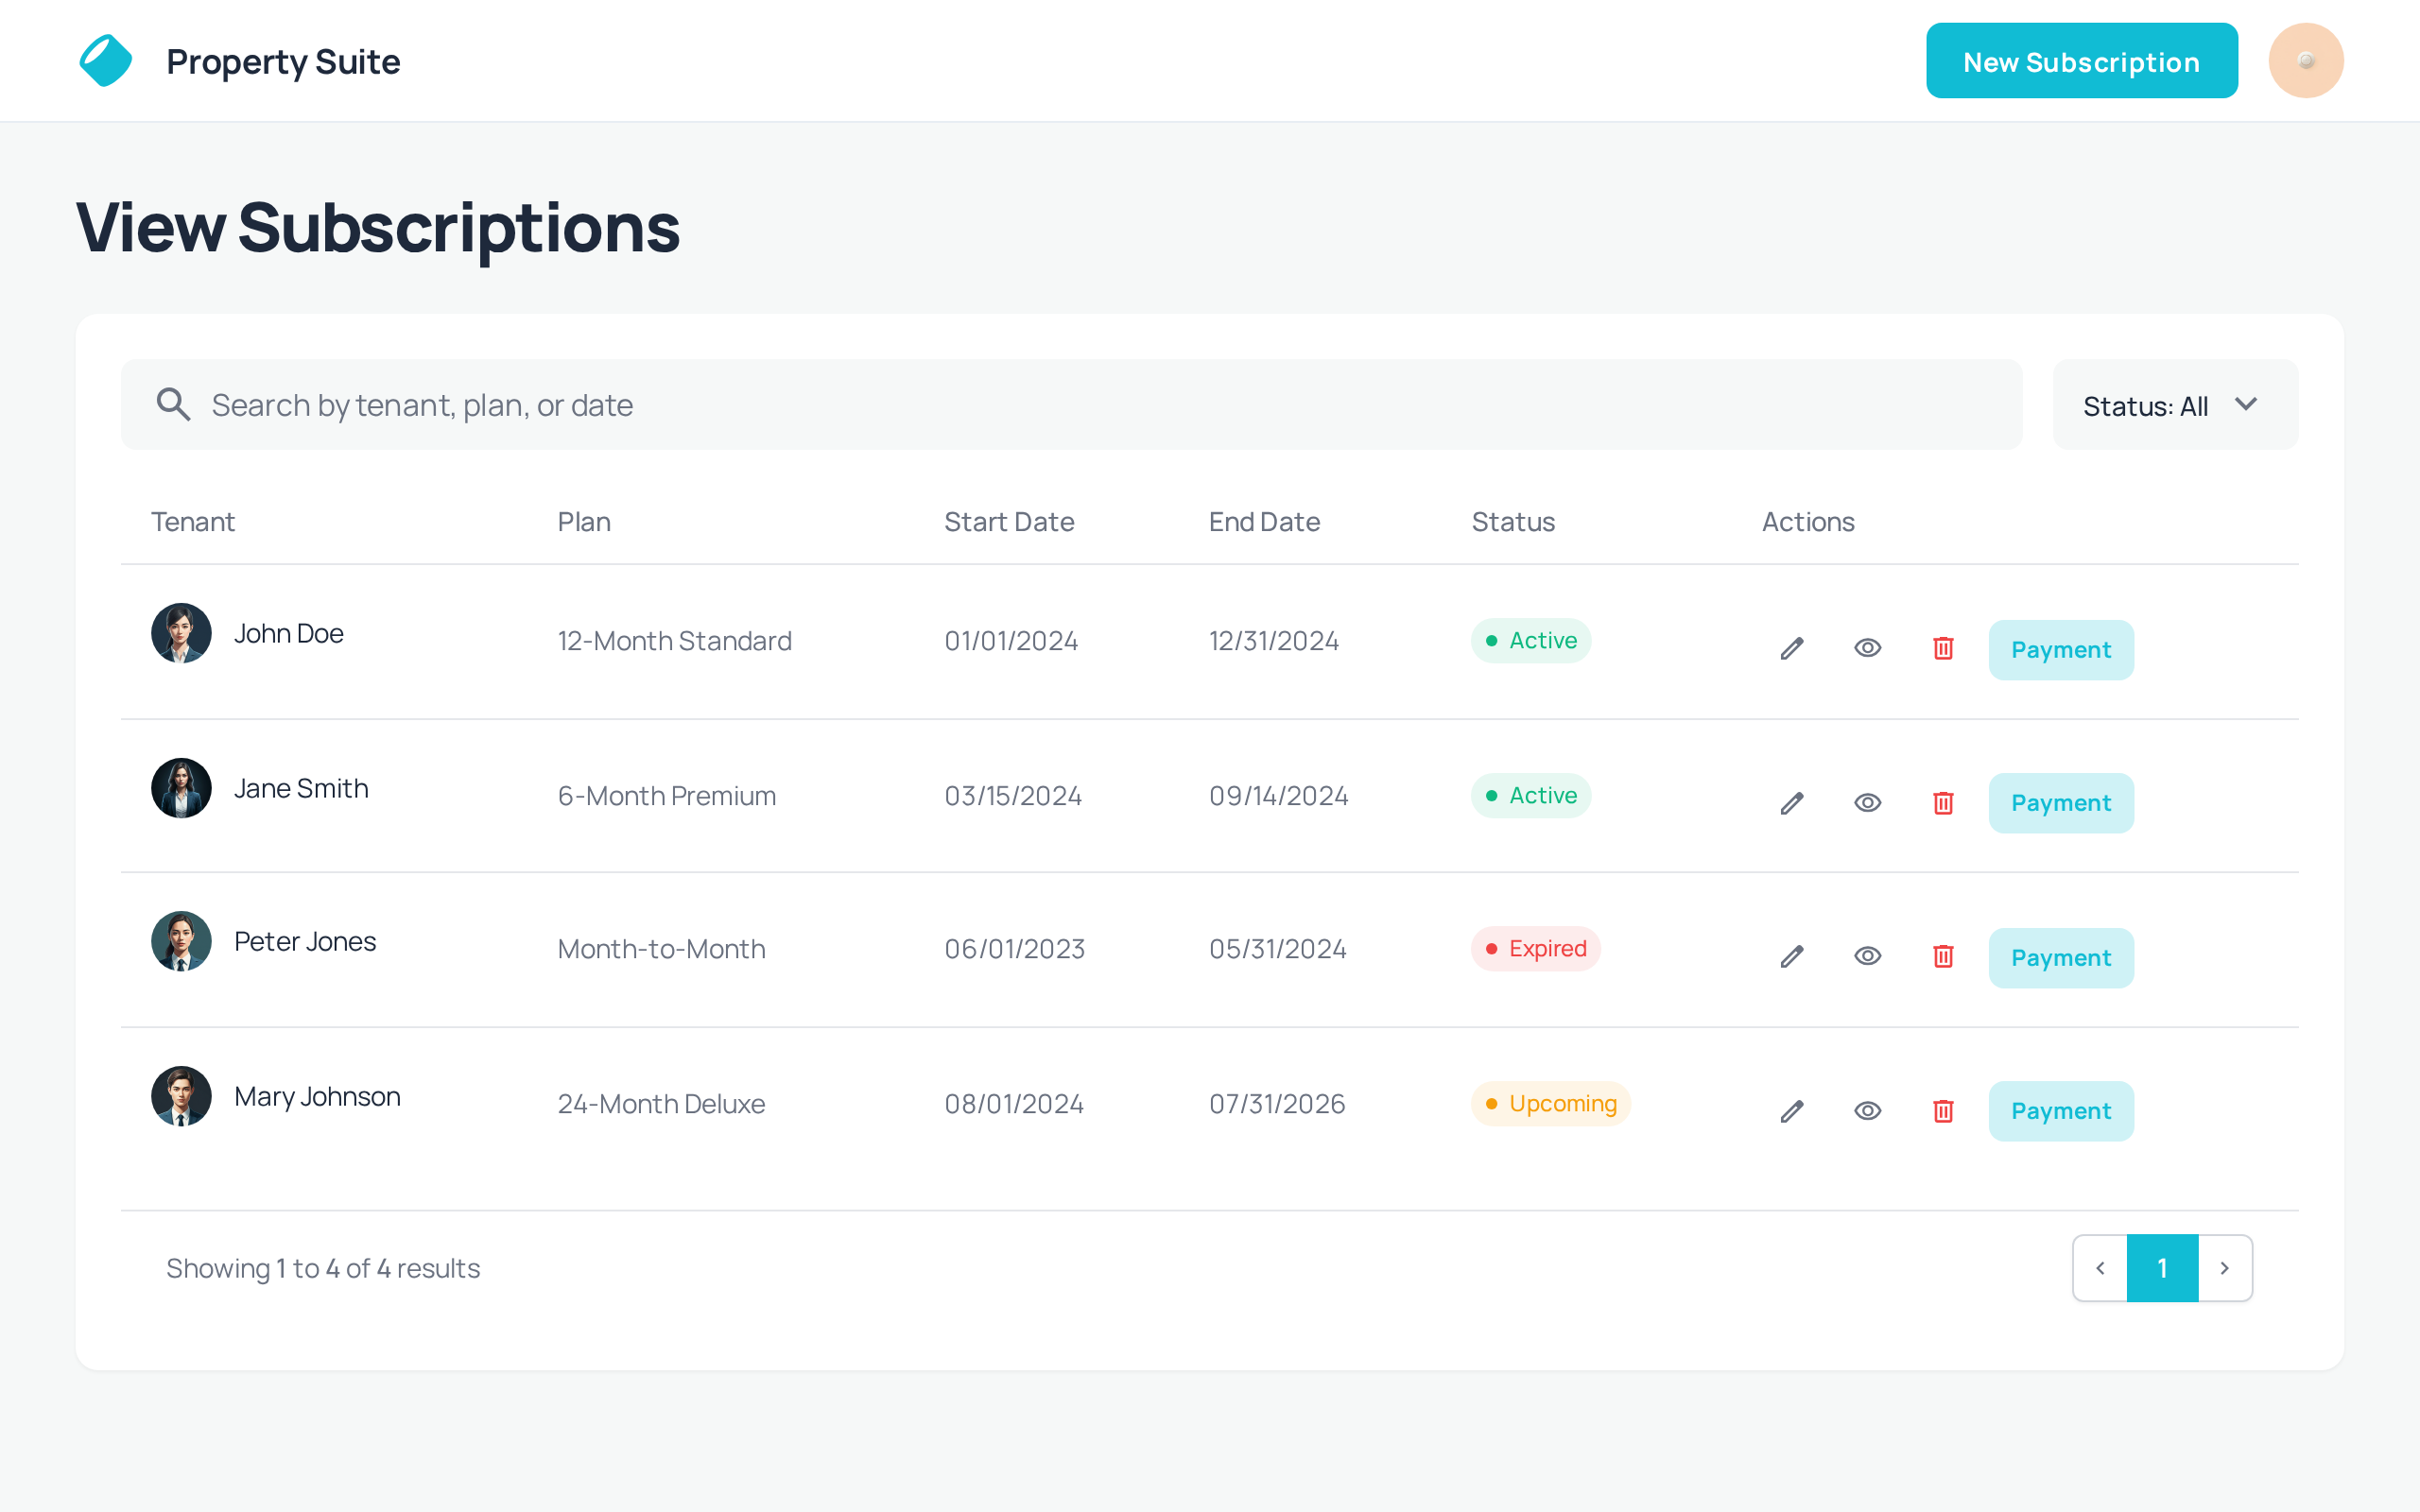 Property Suite
New Subscription
View Subscriptions
Search by tenant, plan, or date
Status: All
Tenant Plan Start Date End Date Status Actions
John Doe 12-Month Standard 01/01/2024 12/31/2024 Active Payment
Jane Smith 6-Month Premium 03/15/2024 09/14/2024 Active Payment
Peter Jones Month-to-Month 06/01/2023 05/31/2024 Expired Payment
Mary Johnson 24-Month Deluxe 08/01/2024 07/31/2026 Upcoming Payment
Showing 1 to 4 of 4 results
1